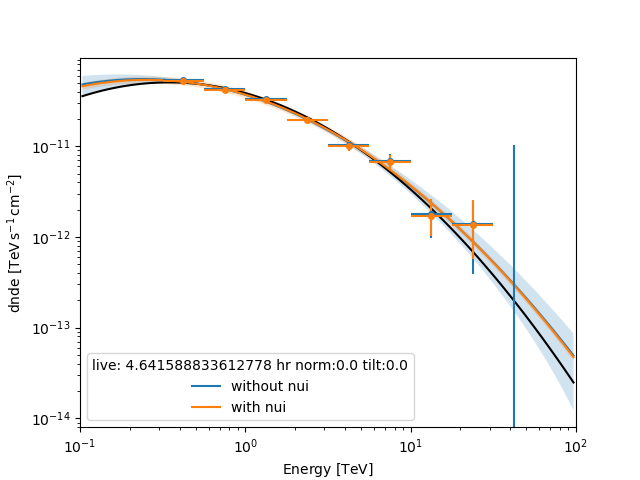 10⁻¹¹
10⁻¹²
10⁻¹³
10⁻¹⁴
dnde [TeV s⁻¹ cm⁻²]
live: 4.641588833612778 hr norm:0.0 tilt:0.0
without nui
with nui
10⁻¹ 10⁰ 10¹ 10²
Energy [TeV]